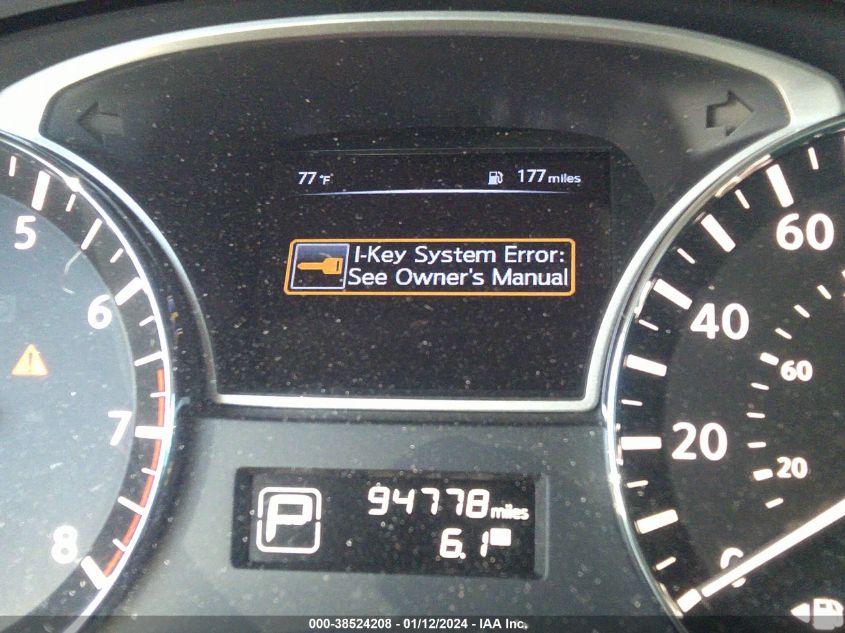 77 °F 177 miles
I-Key System Error:
See Owner's Manual
5
6
7
8
60
40
20
0
60
20
P 94778 miles
6.1
000-38524208 - 01/12/2024 - IAA Inc.